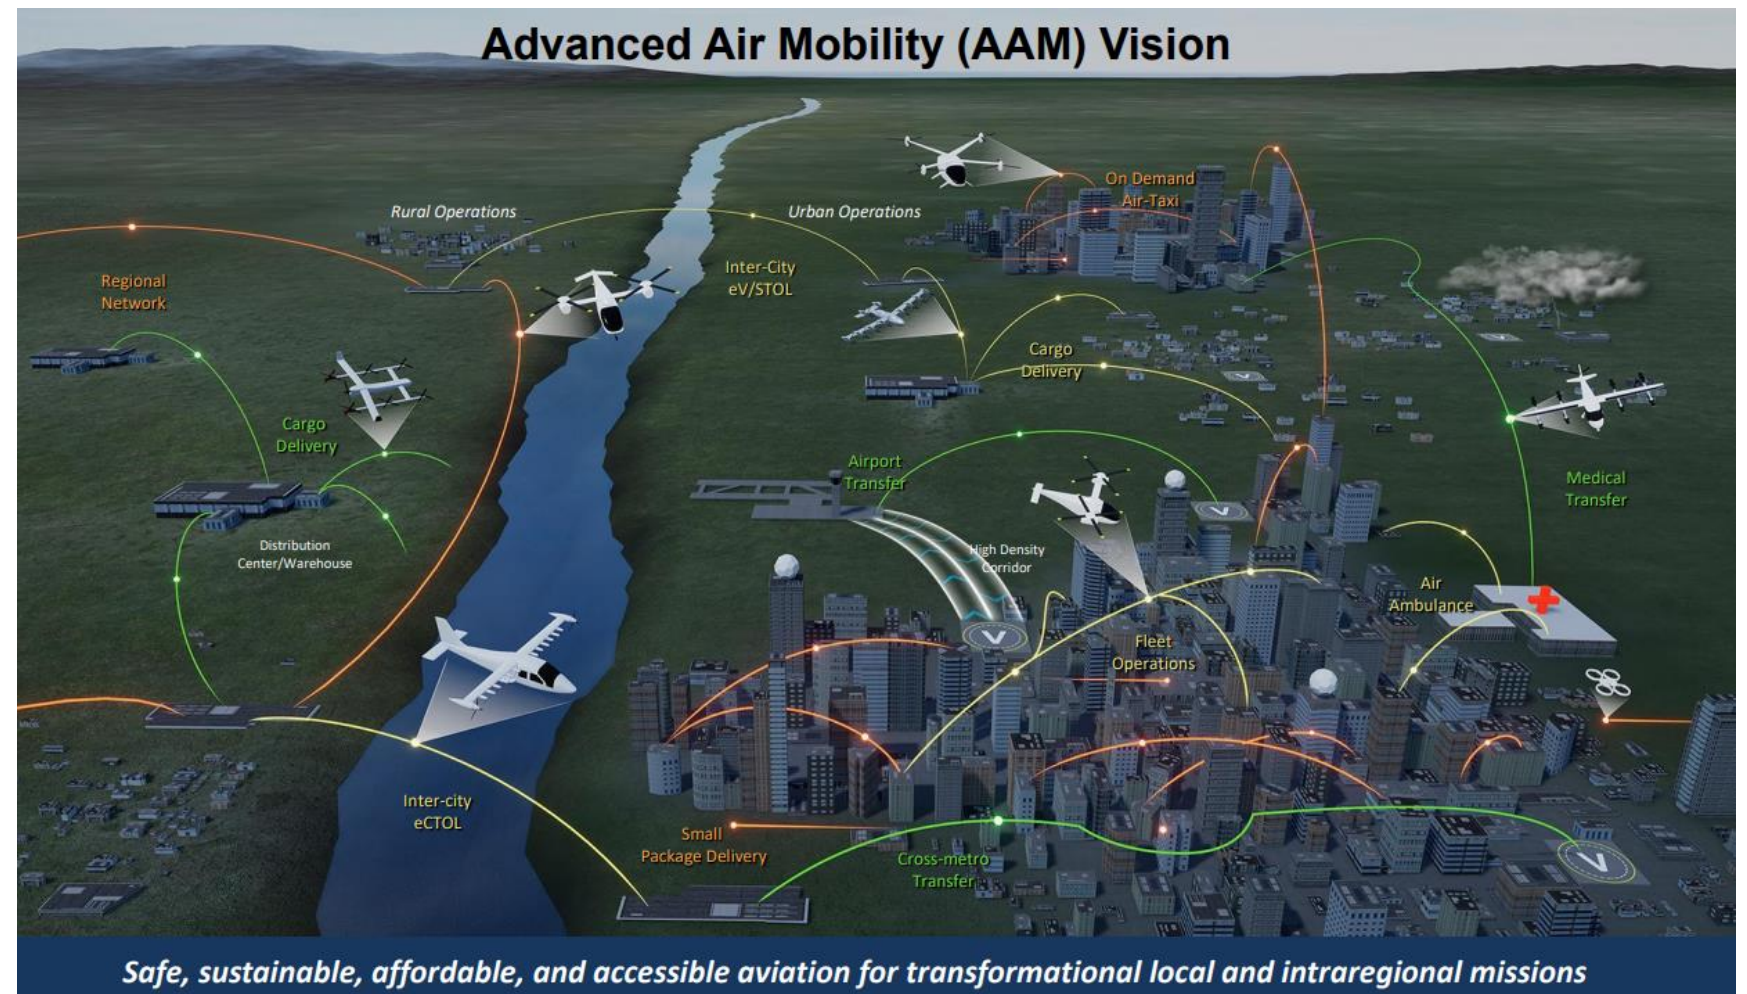 Advanced Air Mobility (AAM) Vision
On Demand
Air-Taxi
Rural Operations
Urban Operations
Inter-City
eV/STOL
Regional
Network
Cargo
Delivery
Cargo
Delivery
Airport
Transfer
Medical
Transfer
Distribution
Center/Warehouse
High Density
Corridor
Air
Ambulance
Fleet
Operations
Inter-city
eCTOL
Small
Package Delivery
Cross-metro
Transfer
V
V
V
Safe, sustainable, affordable, and accessible aviation for transformational local and intraregional missions